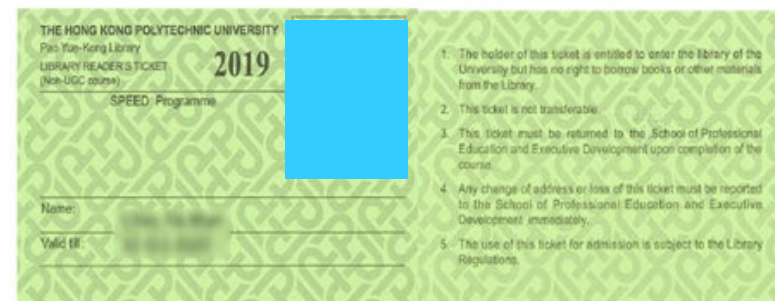 THE HONG KONG POLYTECHNIC UNIVERSITY
Pao Yue-Kong Library
LIBRARY READER'S TICKET
(Non-UGC course)
2019
SPEED Programme
Name:
Valid till:
1. The holder of this ticket is entitled to enter the library of the
University but has no right to borrow books or other materials
from the Library.
2. This ticket is not transferable.
3. This ticket must be returned to the School of Professional
Education and Executive Development upon completion of the
course.
4. Any change of address or loss of this ticket must be reported
to the School of Professional Education and Executive
Development immediately.
5. The use of this ticket for admission is subject to the Library
Regulations.